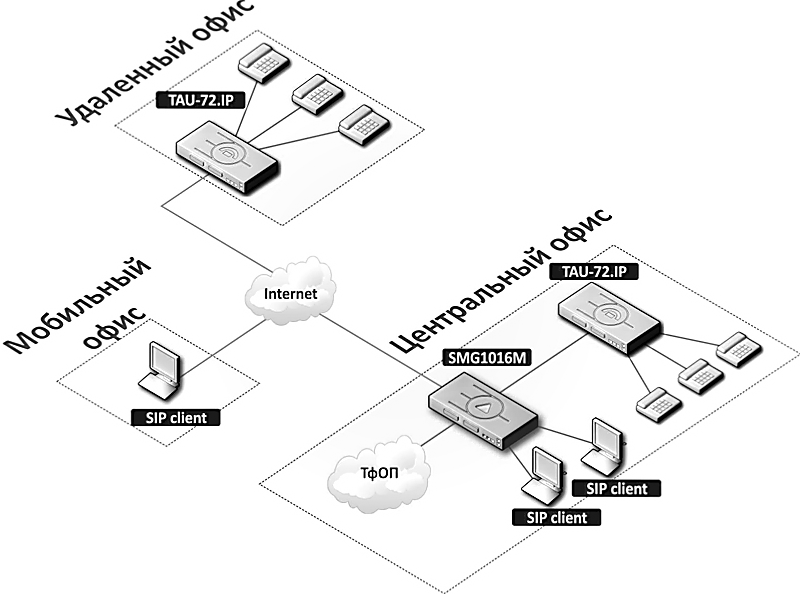 Удаленный офис
TAU-72.IP
Internet
Мобильный
офис
SIP client
Центральный офис
TAU-72.IP
SMG1016M
ТфОП
SIP client
SIP client